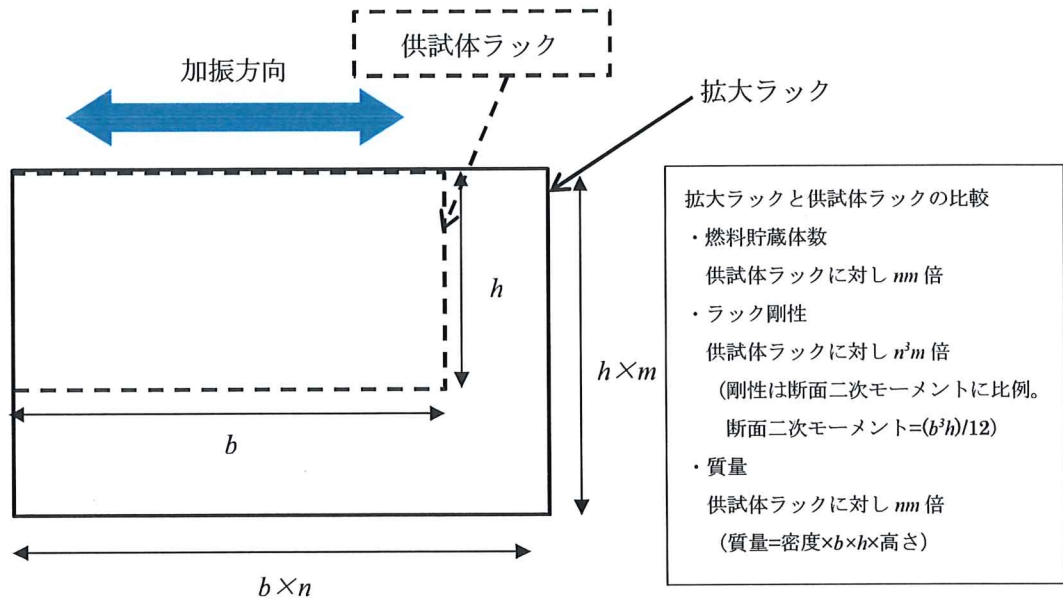 供試体ラック
加振方向
拡大ラック
h
h×m
b
b×n
拡大ラックと供試体ラックの比較
・燃料貯蔵体数
供試体ラックに対し nm 倍
・ラック剛性
供試体ラックに対し n³m 倍
（剛性は断面二次モーメントに比例。
断面二次モーメント=(b³h)/12）
・質量
供試体ラックに対し nm 倍
（質量=密度×b×h×高さ）